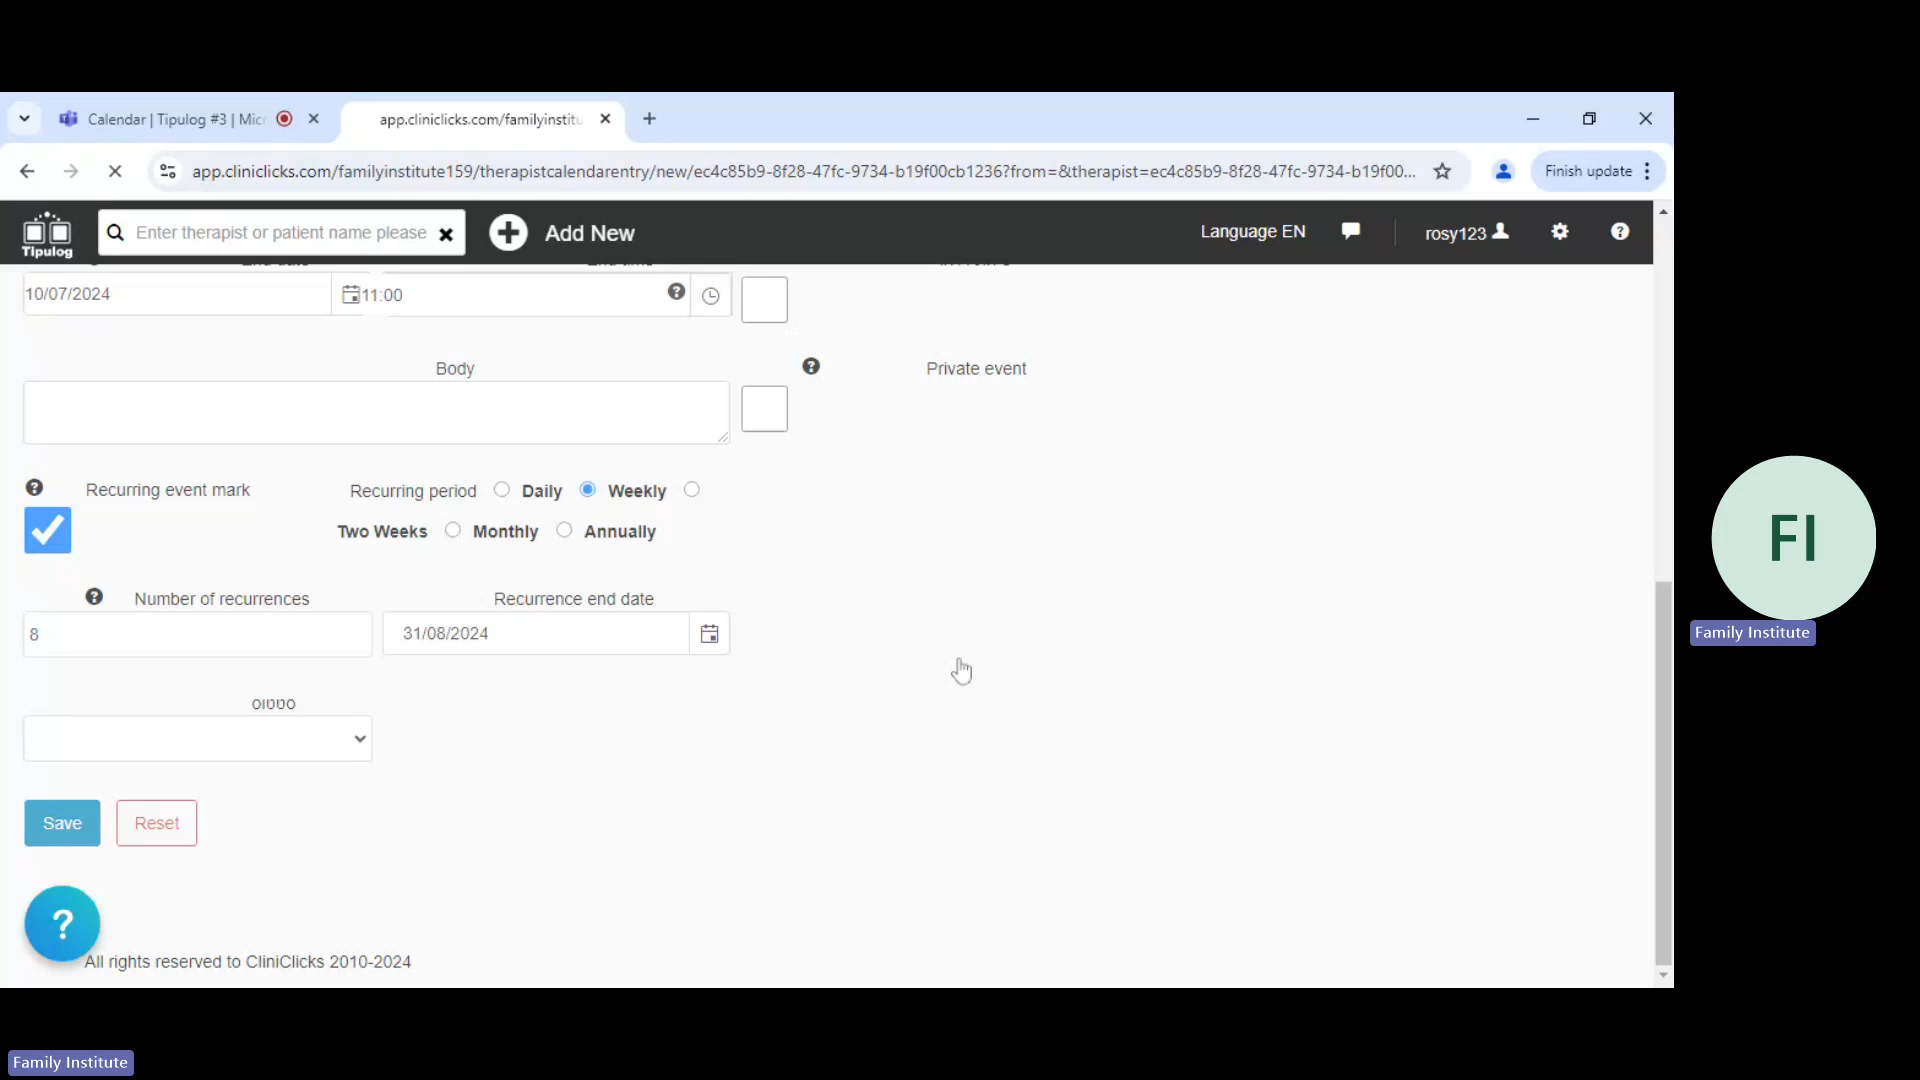 Calendar | Tipulog #3 | Mic
app.cliniclicks.com/familyinstitu
app.cliniclicks.com/familyinstitute159/therapistcalendarentry/new/ec4c85b9-8f28-47fc-9734-b19f00cb1236?from=&therapist=ec4c85b9-8f28-47fc-9734-b19f00...
Finish update
Tipulog
Enter therapist or patient name please
Add New
Language EN
rosy123
10/07/2024
11:00
Body
Private event
Recurring event mark
Recurring period Daily Weekly
Two Weeks Monthly Annually
Number of recurrences
Recurrence end date
8
31/08/2024
Save
Reset
?
All rights reserved to CliniClicks 2010-2024
FI
Family Institute
Family Institute